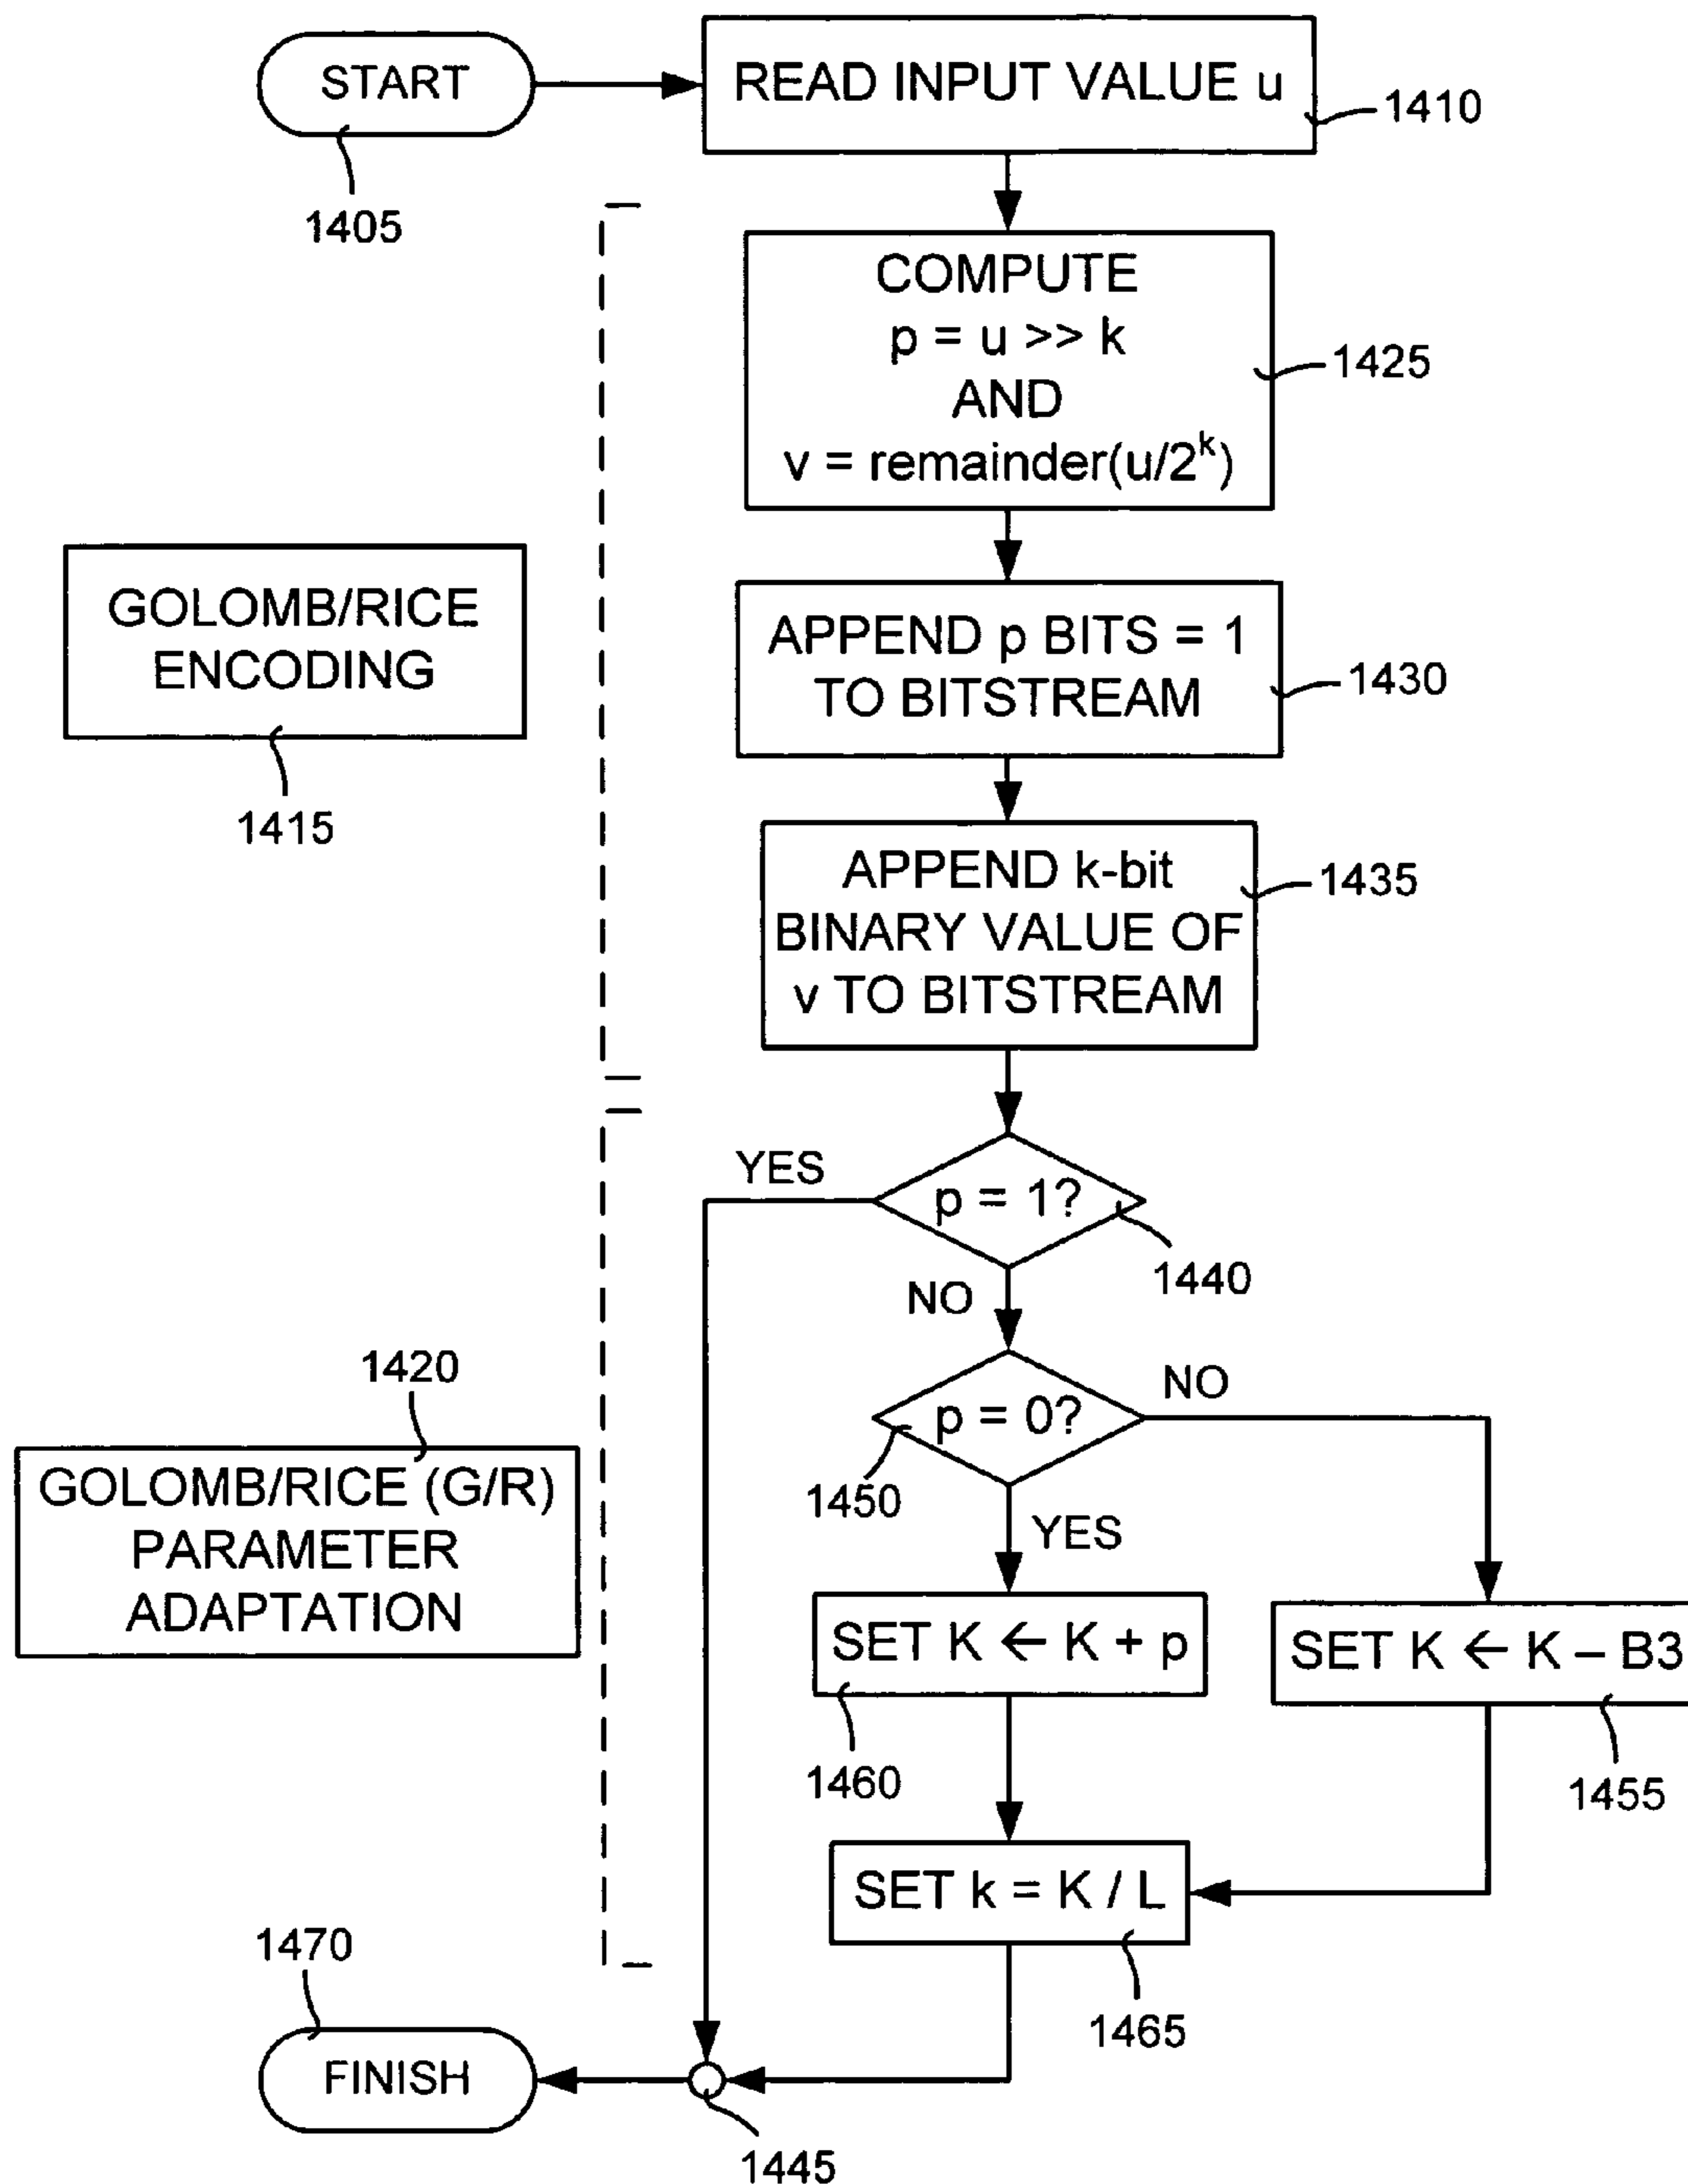 START
READ INPUT VALUE u
1410
1405
COMPUTE
p = u >> k
AND
v = remainder(u/2^k)
1425
GOLOMB/RICE
ENCODING
1415
APPEND p BITS = 1
TO BITSTREAM
1430
APPEND k-bit
BINARY VALUE OF
v TO BITSTREAM
1435
YES
p = 1?
1440
NO
p = 0?
NO
1450
YES
1420
GOLOMB/RICE (G/R)
PARAMETER
ADAPTATION
SET K ← K + p
1460
SET K ← K – B3
1455
SET k = K / L
1465
1470
FINISH
1445